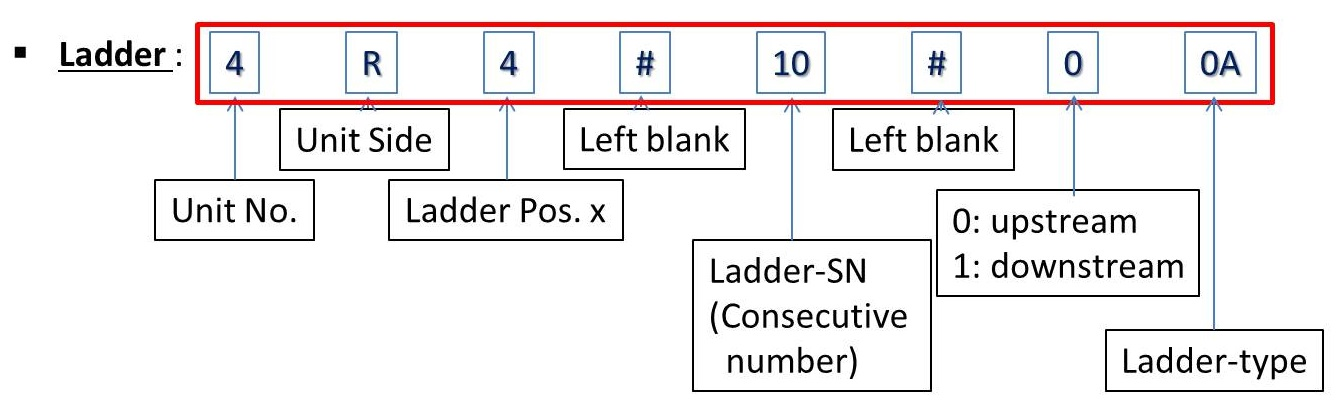 ▪ Ladder : 4 R 4 # 10 # 0 0A
Unit Side
Left blank
Left blank
Unit No.
Ladder Pos. x
0: upstream
1: downstream
Ladder-SN
(Consecutive
number)
Ladder-type